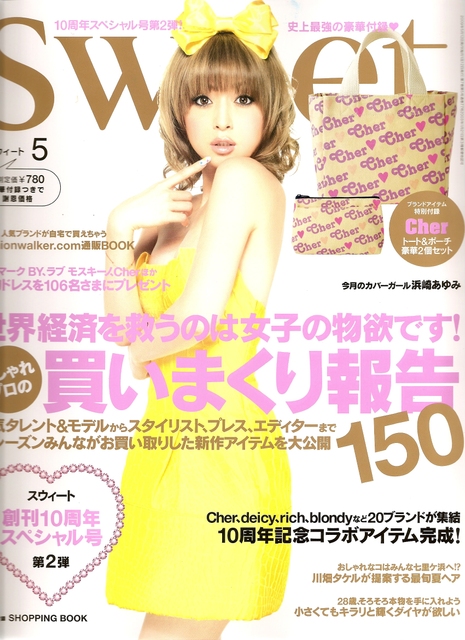 10周年スペシャル号第2弾!
史上最強の豪華付録♥
Sweet
スウィート 5
定価¥780
付録つきで
謝恩価格
Cher Cher Cher
人気ブランドが自宅で買えちゃう
ionwalker.com通販BOOK
ブランドアイテム
特別付録
Cher
トート&ポーチ
豪華2個セット
マーク BY.ラブ モスキーノ,Cherほか
ドレスを106名さまにプレゼント
今月のカバーガール浜崎あゆみ
世界経済を救うのは女子の物欲です!
しゃれ
プロの
買いまくり報告
150
タレント&モデルからスタイリスト、プレス、エディターまで
シーズンみんながお買い取りした新作アイテムを大公開
スウィート
創刊10周年
スペシャル号
第2弾
Cher、deicy、rich、blondyなど20ブランドが集結
10周年記念コラボアイテム完成!
おしゃれなコはみんな七里ケ浜へ!?
川畑タケルが提案する最旬夏ヘア
28歳、そろそろ本物を手に入れよう
小さくてもキラリと輝くダイヤが欲しい
SHOPPING BOOK